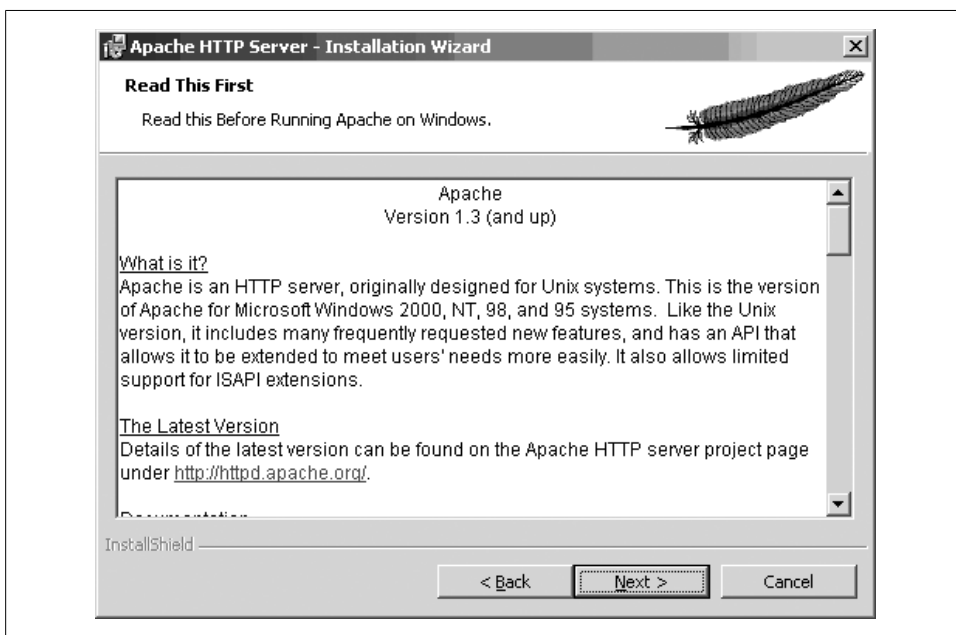 Apache HTTP Server - Installation Wizard
Read This First
Read this Before Running Apache on Windows.
Apache
Version 1.3 (and up)
What is it?
Apache is an HTTP server, originally designed for Unix systems. This is the version
of Apache for Microsoft Windows 2000, NT, 98, and 95 systems.  Like the Unix
version, it includes many frequently requested new features, and has an API that
allows it to be extended to meet users' needs more easily. It also allows limited
support for ISAPI extensions.
The Latest Version
Details of the latest version can be found on the Apache HTTP server project page
under http://httpd.apache.org/.
Documentation
InstallShield
< Back
Next >
Cancel